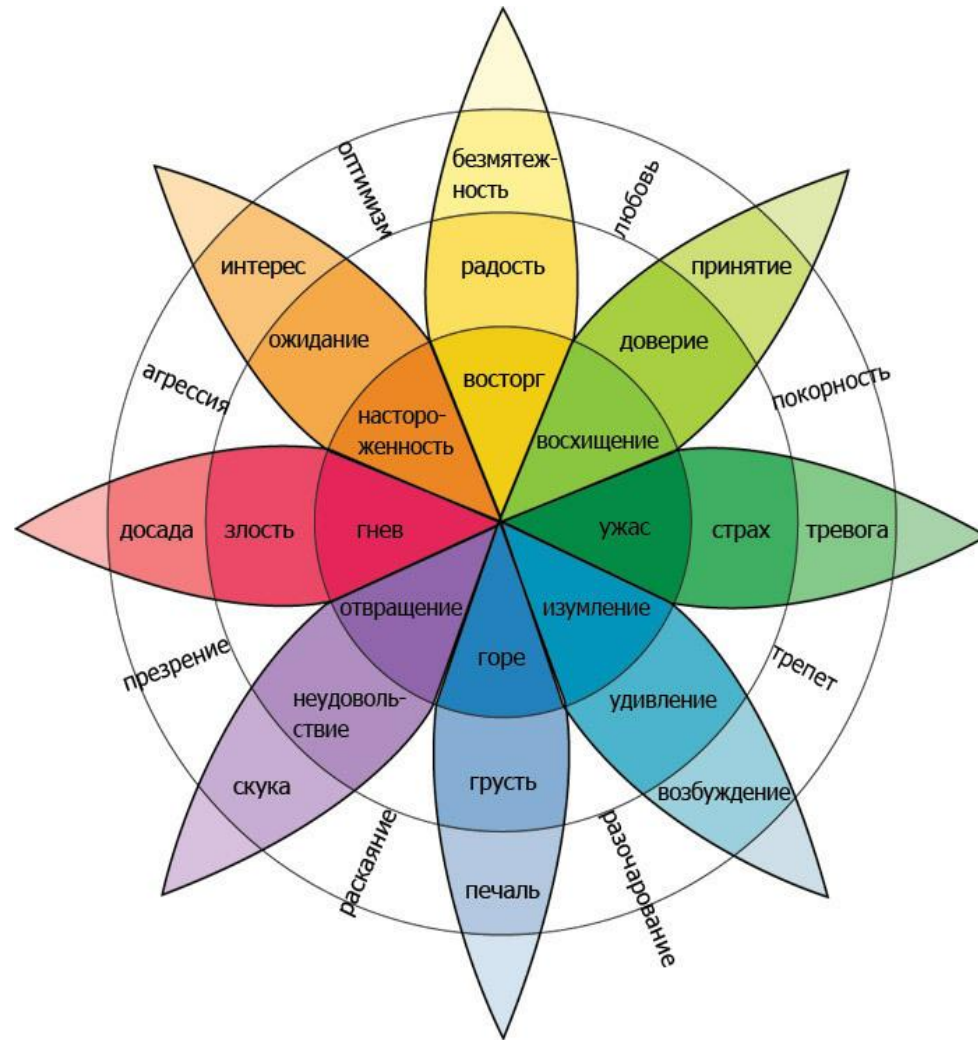 оптимизм
безмятеж-
ность
любовь
интерес
радость
принятие
ожидание
доверие
агрессия
восторг
покорность
насторо-
женность
восхищение
досада
злость
гнев
ужас
страх
тревога
отвращение
изумление
презрение
горе
трепет
неудоволь-
ствие
удивление
скука
грусть
возбуждение
раскаяние
печаль
разочарование